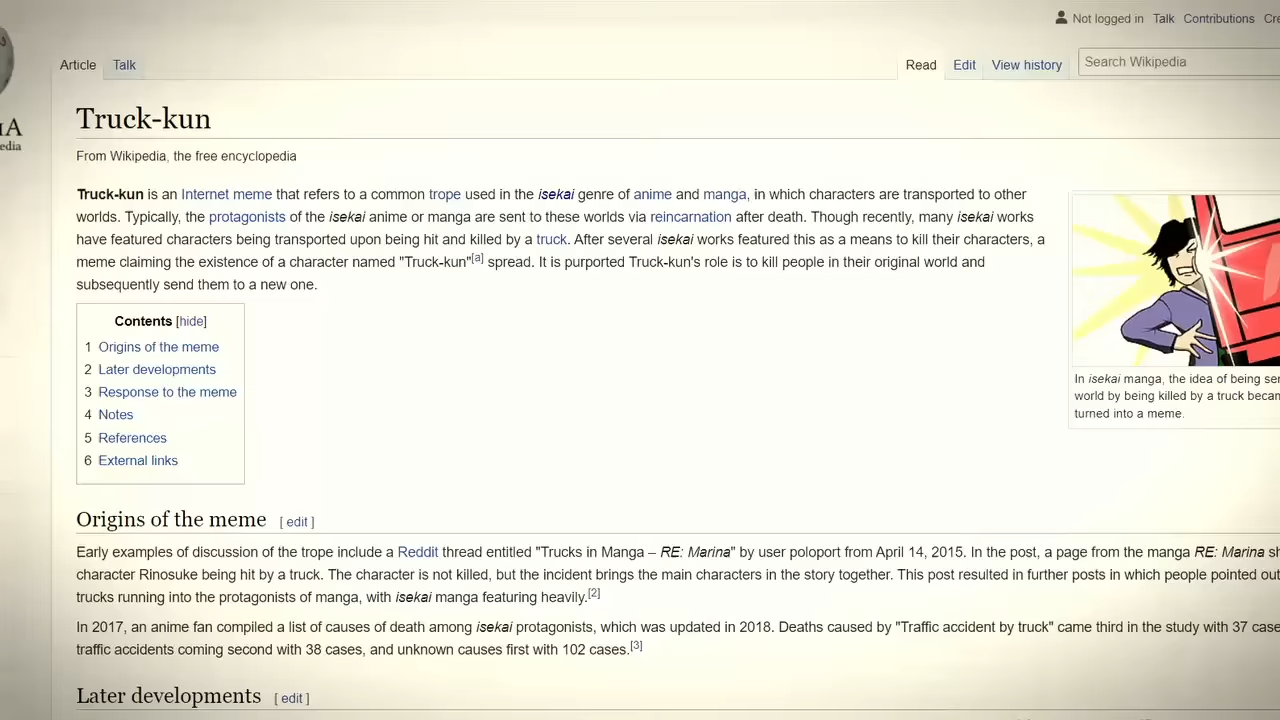 Not logged in Talk Contributions
Article Talk Read Edit View history Search Wikipedia
Truck-kun
From Wikipedia, the free encyclopedia
Truck-kun is an Internet meme that refers to a common trope used in the isekai genre of anime and manga, in which characters are transported to other
worlds. Typically, the protagonists of the isekai anime or manga are sent to these worlds via reincarnation after death. Though recently, many isekai works
have featured characters being transported upon being hit and killed by a truck. After several isekai works featured this as a means to kill their characters, a
meme claiming the existence of a character named "Truck-kun"[a] spread. It is purported Truck-kun's role is to kill people in their original world and
subsequently send them to a new one.
In isekai manga, the idea of being
world by being killed by a truck
turned into a meme.
Contents [hide]
1 Origins of the meme
2 Later developments
3 Response to the meme
4 Notes
5 References
6 External links
Origins of the meme [ edit ]
Early examples of discussion of the trope include a Reddit thread entitled "Trucks in Manga – RE: Marina" by user poloport from April 14, 2015. In the post, a page from the manga RE: Marina
character Rinosuke being hit by a truck. The character is not killed, but the incident brings the main characters in the story together. This post resulted in further posts in which people pointed out
trucks running into the protagonists of manga, with isekai manga featuring heavily.[2]
In 2017, an anime fan compiled a list of causes of death among isekai protagonists, which was updated in 2018. Deaths caused by "Traffic accident by truck" came third in the study with 37
traffic accidents coming second with 38 cases, and unknown causes first with 102 cases.[3]
Later developments [ edit ]